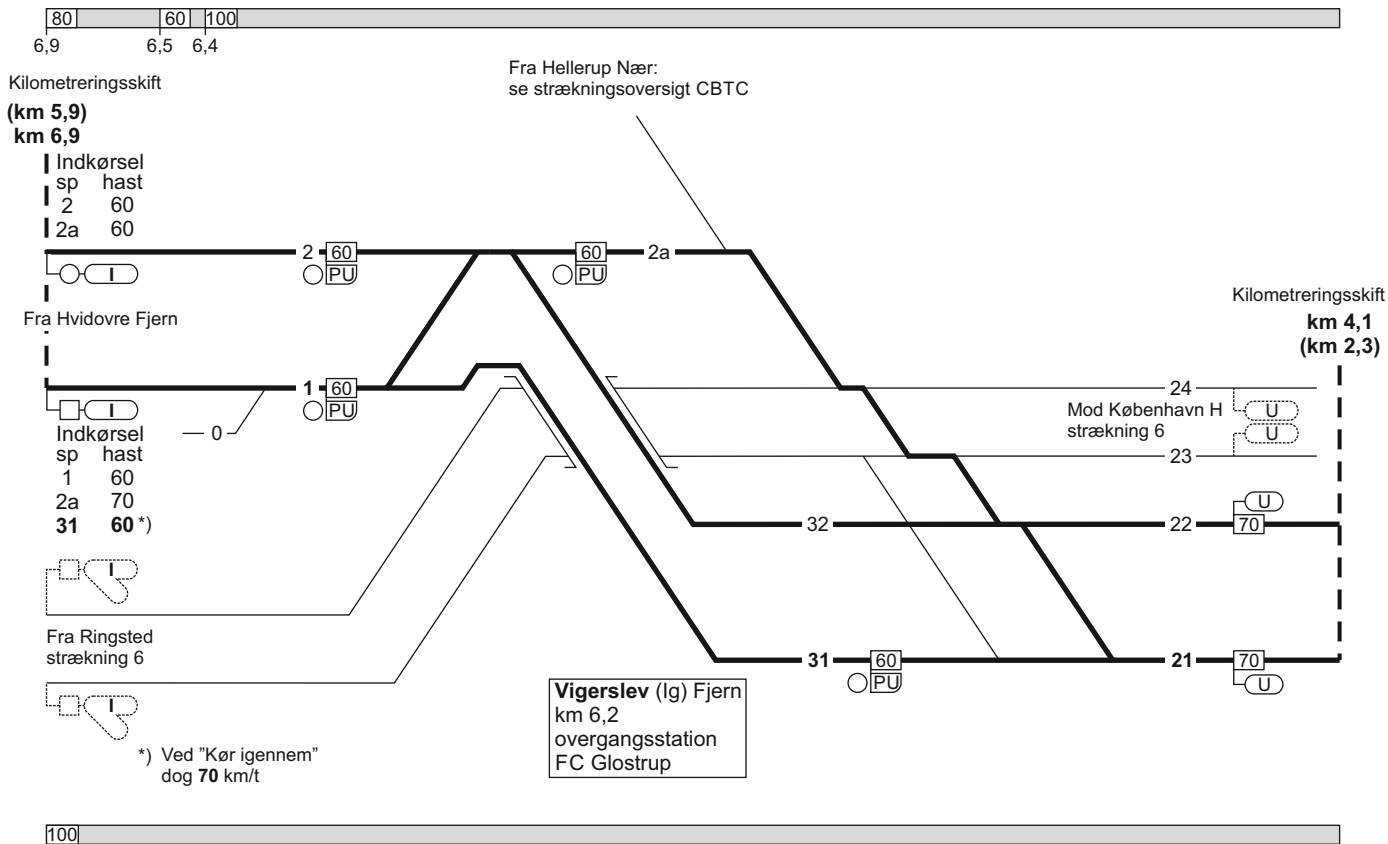 80 60 100
6,9 6,5 6,4
Kilometreringsskift
(km 5,9)
km 6,9
Indkørsel
sp hast
2 60
2a 60
I
Fra Hvidovre Fjern
I
Indkørsel
sp hast
1 60
2a 70
31 60 *)
I
Fra Ringsted
strækning 6
I
*) Ved "Kør igennem"
dog 70 km/t
0
2 60
PU
1 60
PU
Fra Hellerup Nær:
se strækningsoversigt CBTC
60 2a
PU
32
31 60
PU
Vigerslev (Ig) Fjern
km 6,2
overgangsstation
FC Glostrup
Kilometreringsskift
km 4,1
(km 2,3)
24
Mod København H
strækning 6
U
U
23
U
22 70
21 70
U
100